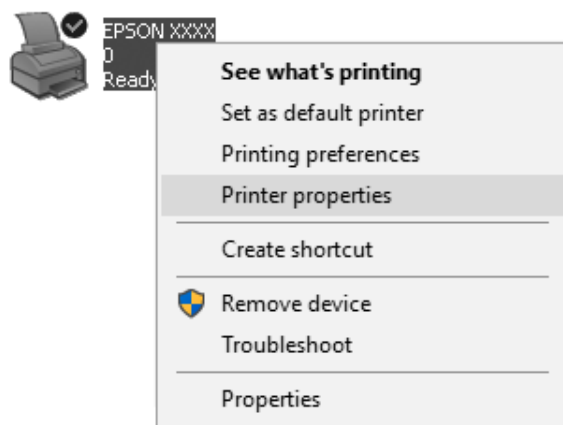 EPSON XXXX
0
Ready
See what's printing
Set as default printer
Printing preferences
Printer properties
Create shortcut
Remove device
Troubleshoot
Properties